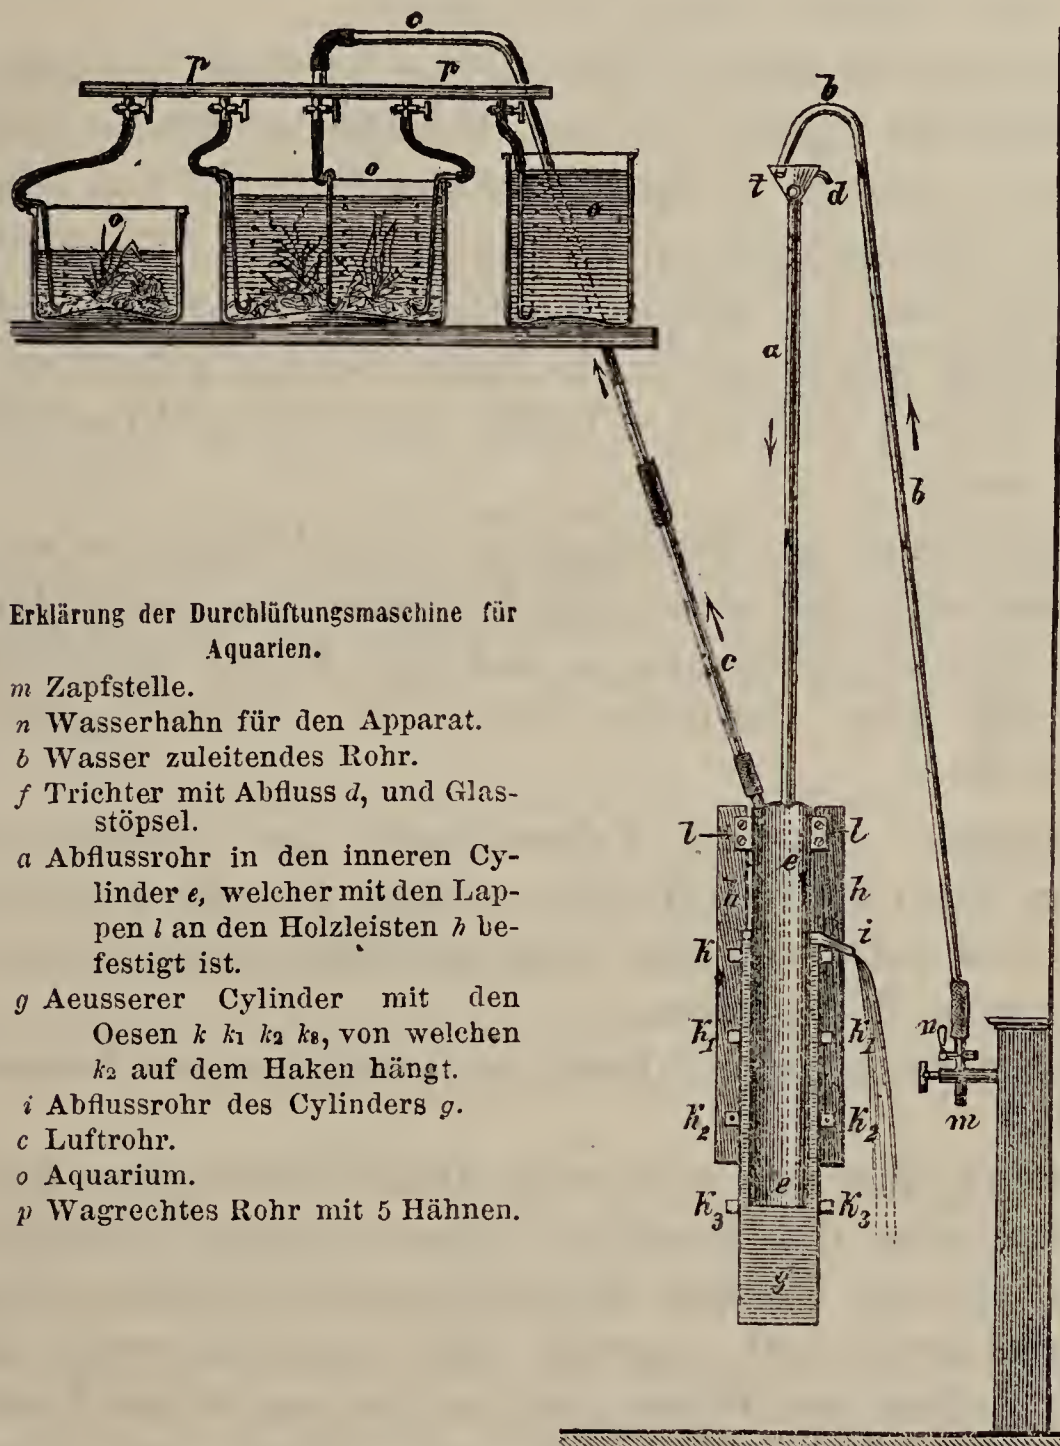 c
p p
o
o
o
b
t d
a
b
c
Erklärung der Durchlüftungsmaschine für
Aquarien.
m Zapfstelle.
n Wasserhahn für den Apparat.
b Wasser zuleitendes Rohr.
f Trichter mit Abfluss d, und Glas-
stöpsel.
a Abflussrohr in den inneren Cy-
linder e, welcher mit den Lap-
pen l an den Holzleisten h be-
festigt ist.
g Aeusserer Cylinder mit den
Oesen k k1 k2 k8, von welchen
k2 auf dem Haken hängt.
i Abflussrohr des Cylinders g.
c Luftrohr.
o Aquarium.
p Wagrechtes Rohr mit 5 Hähnen.
l e l
h
k i
k1 k1
n
m
k2 k2
e
k3 k3
g